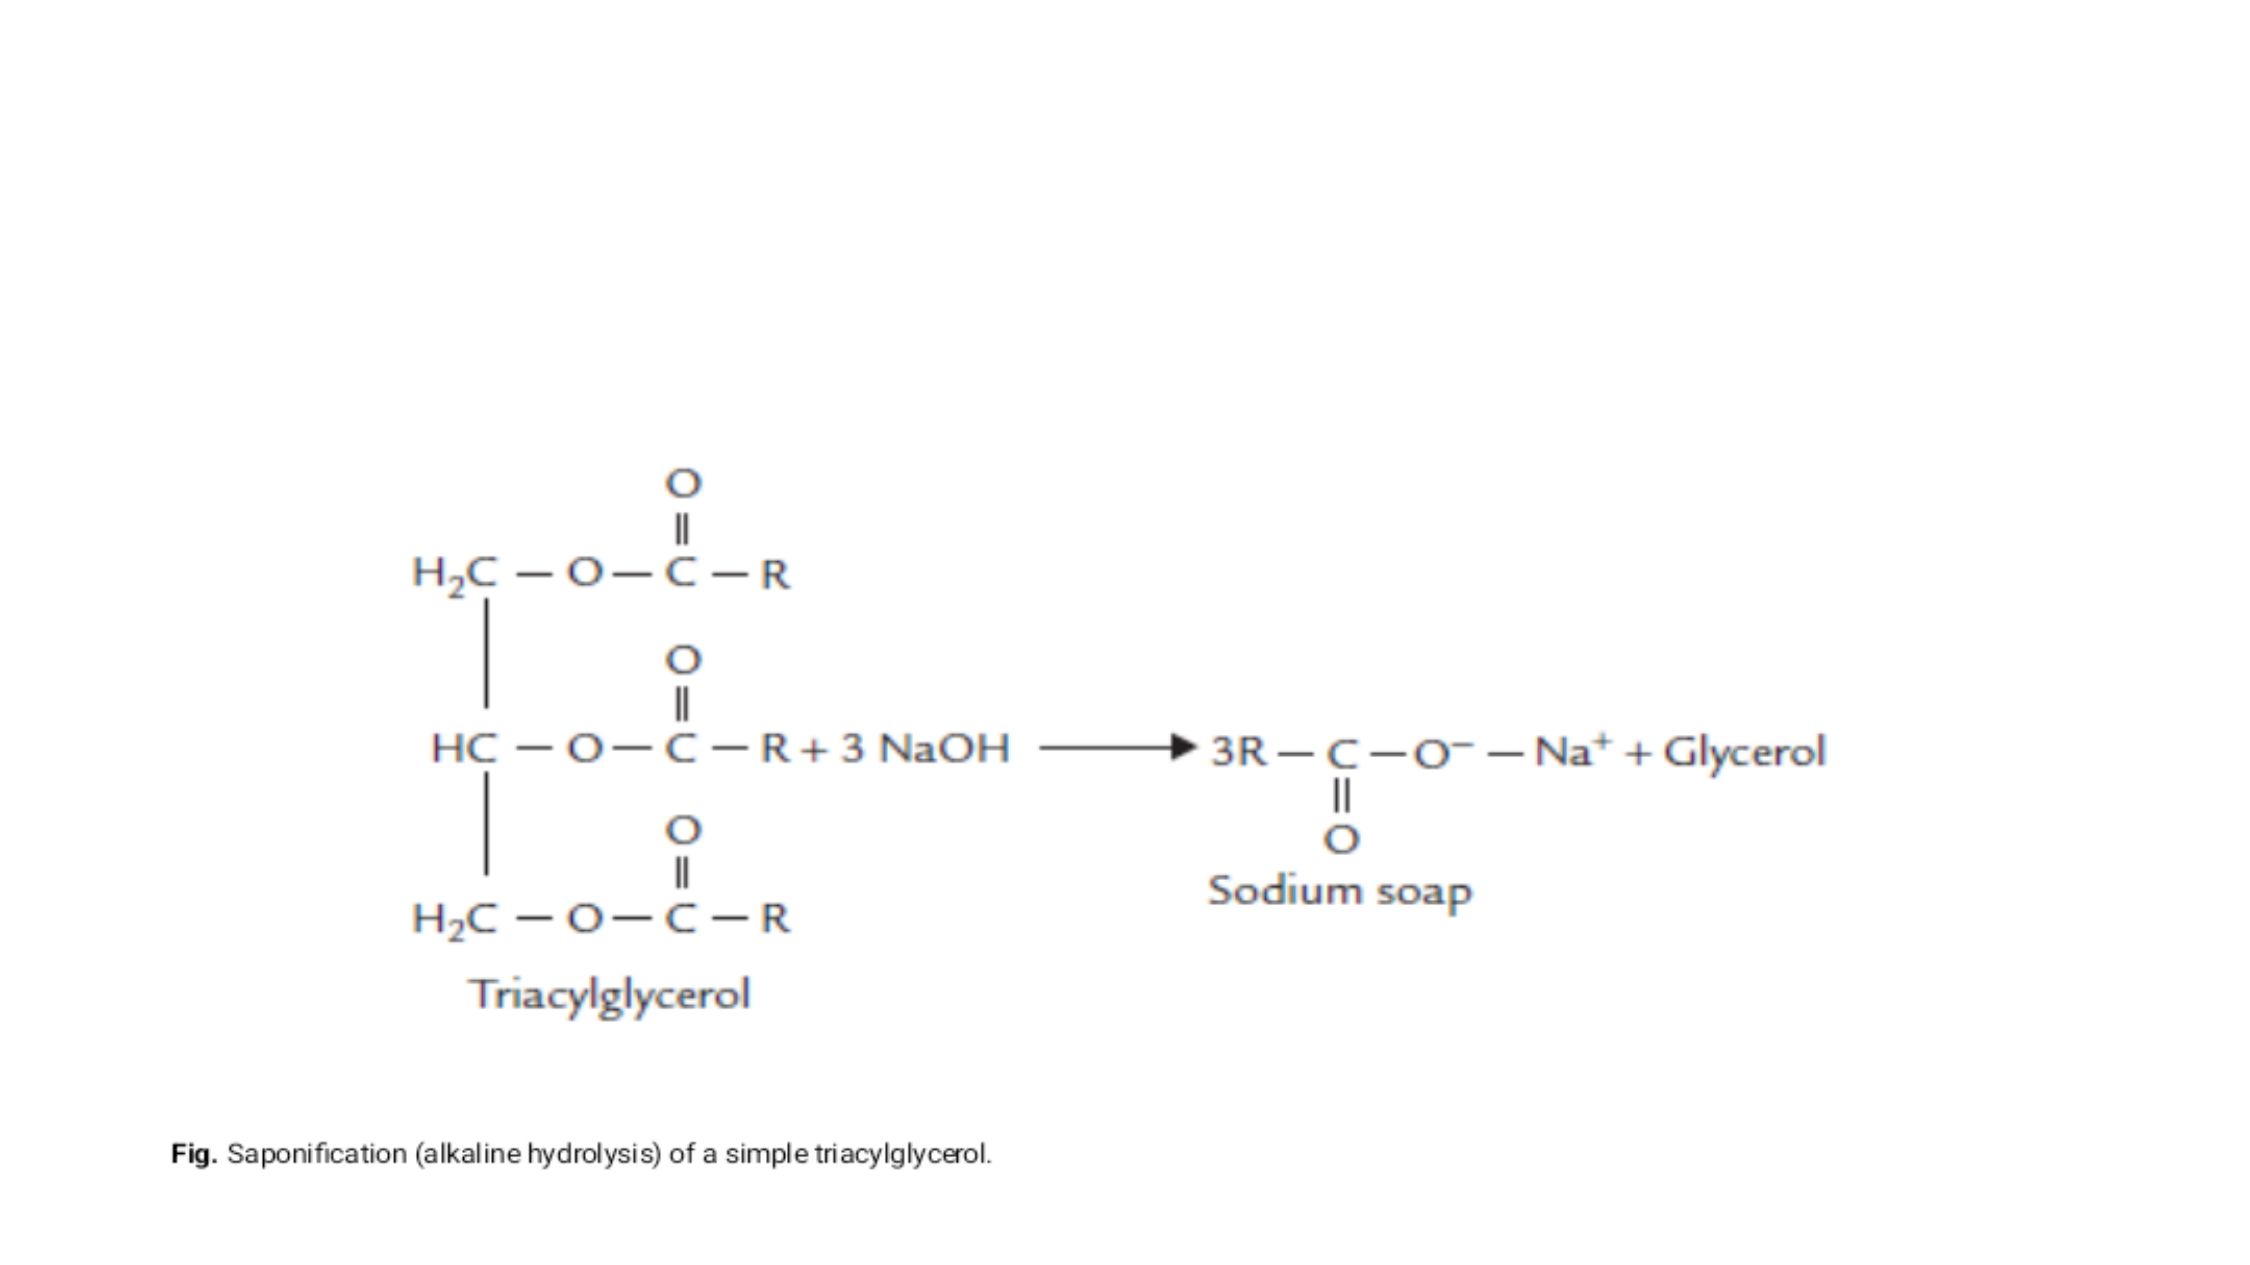 O
||
H₂C — O — C — R
O
||
HC — O — C — R + 3 NaOH ⟶ 3R — C — O⁻ — Na⁺ + Glycerol
||
O
O
||
Sodium soap
H₂C — O — C — R
Triacylglycerol
Fig. Saponification (alkaline hydrolysis) of a simple triacylglycerol.